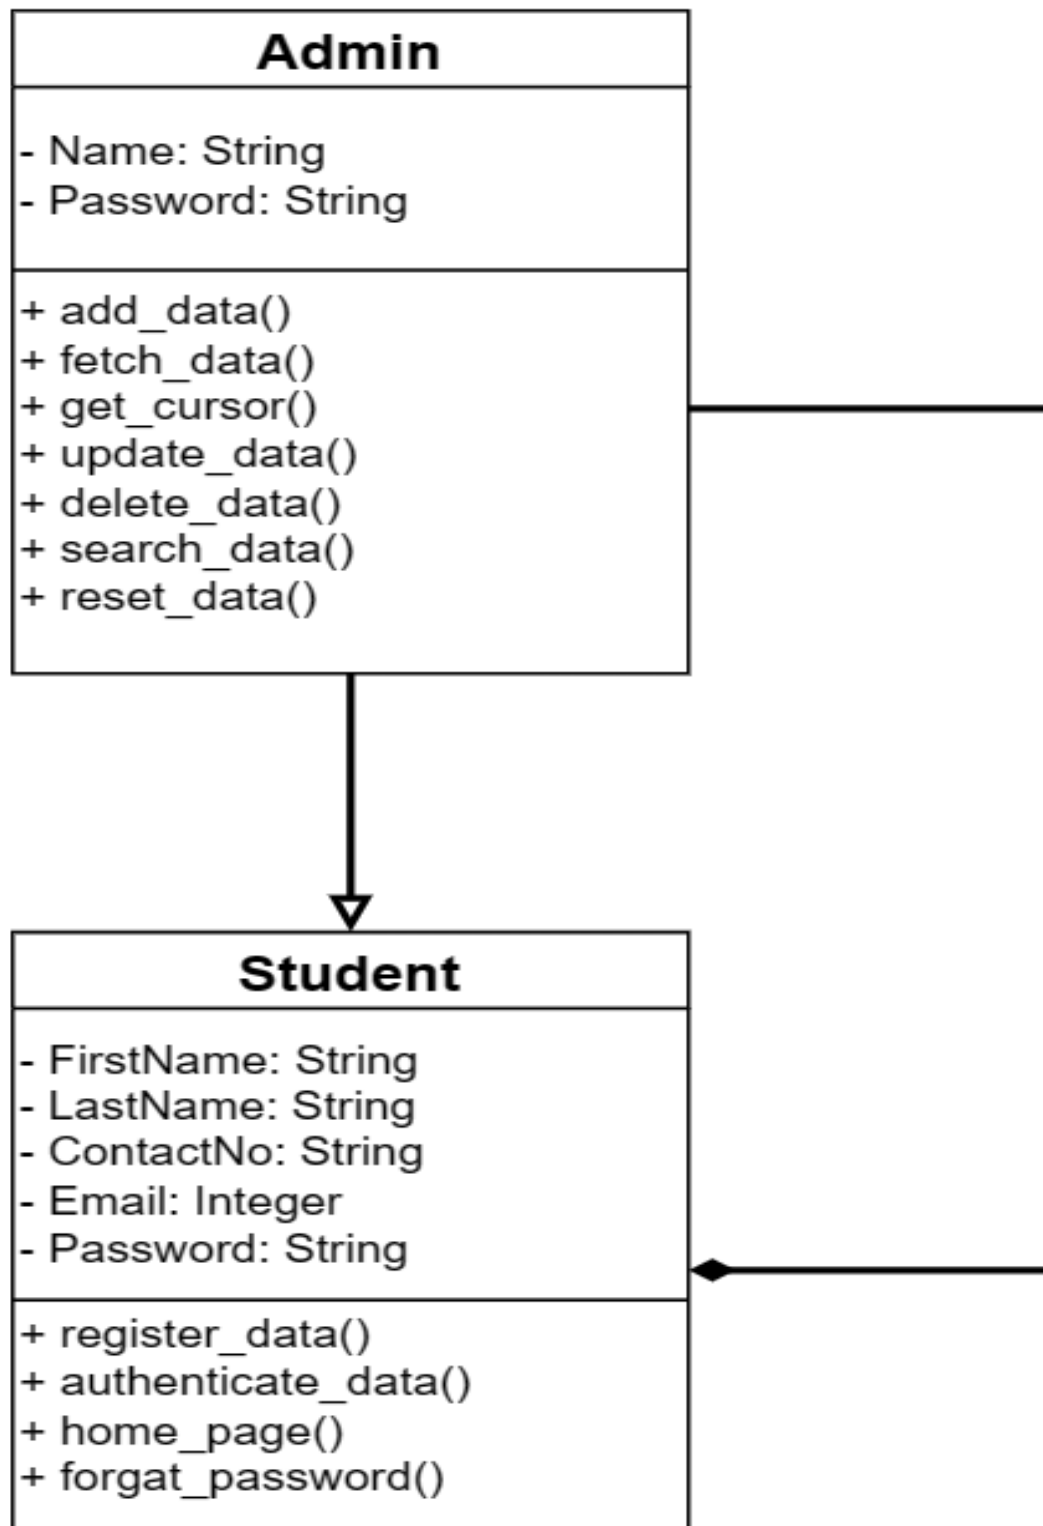 Admin
- Name: String
- Password: String
+ add_data()
+ fetch_data()
+ get_cursor()
+ update_data()
+ delete_data()
+ search_data()
+ reset_data()
Student
- FirstName: String
- LastName: String
- ContactNo: String
- Email: Integer
- Password: String
+ register_data()
+ authenticate_data()
+ home_page()
+ forgat_password()